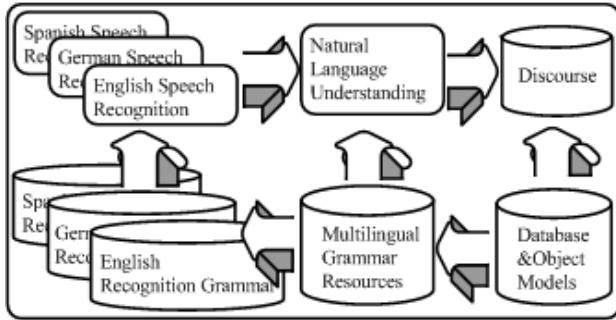 Spanish Speech
German Speech
English Speech
Recognition
Natural
Language
Understanding
Discourse
English
Recognition Grammar
Multilingual
Grammar
Resources
Database
&Object
Models